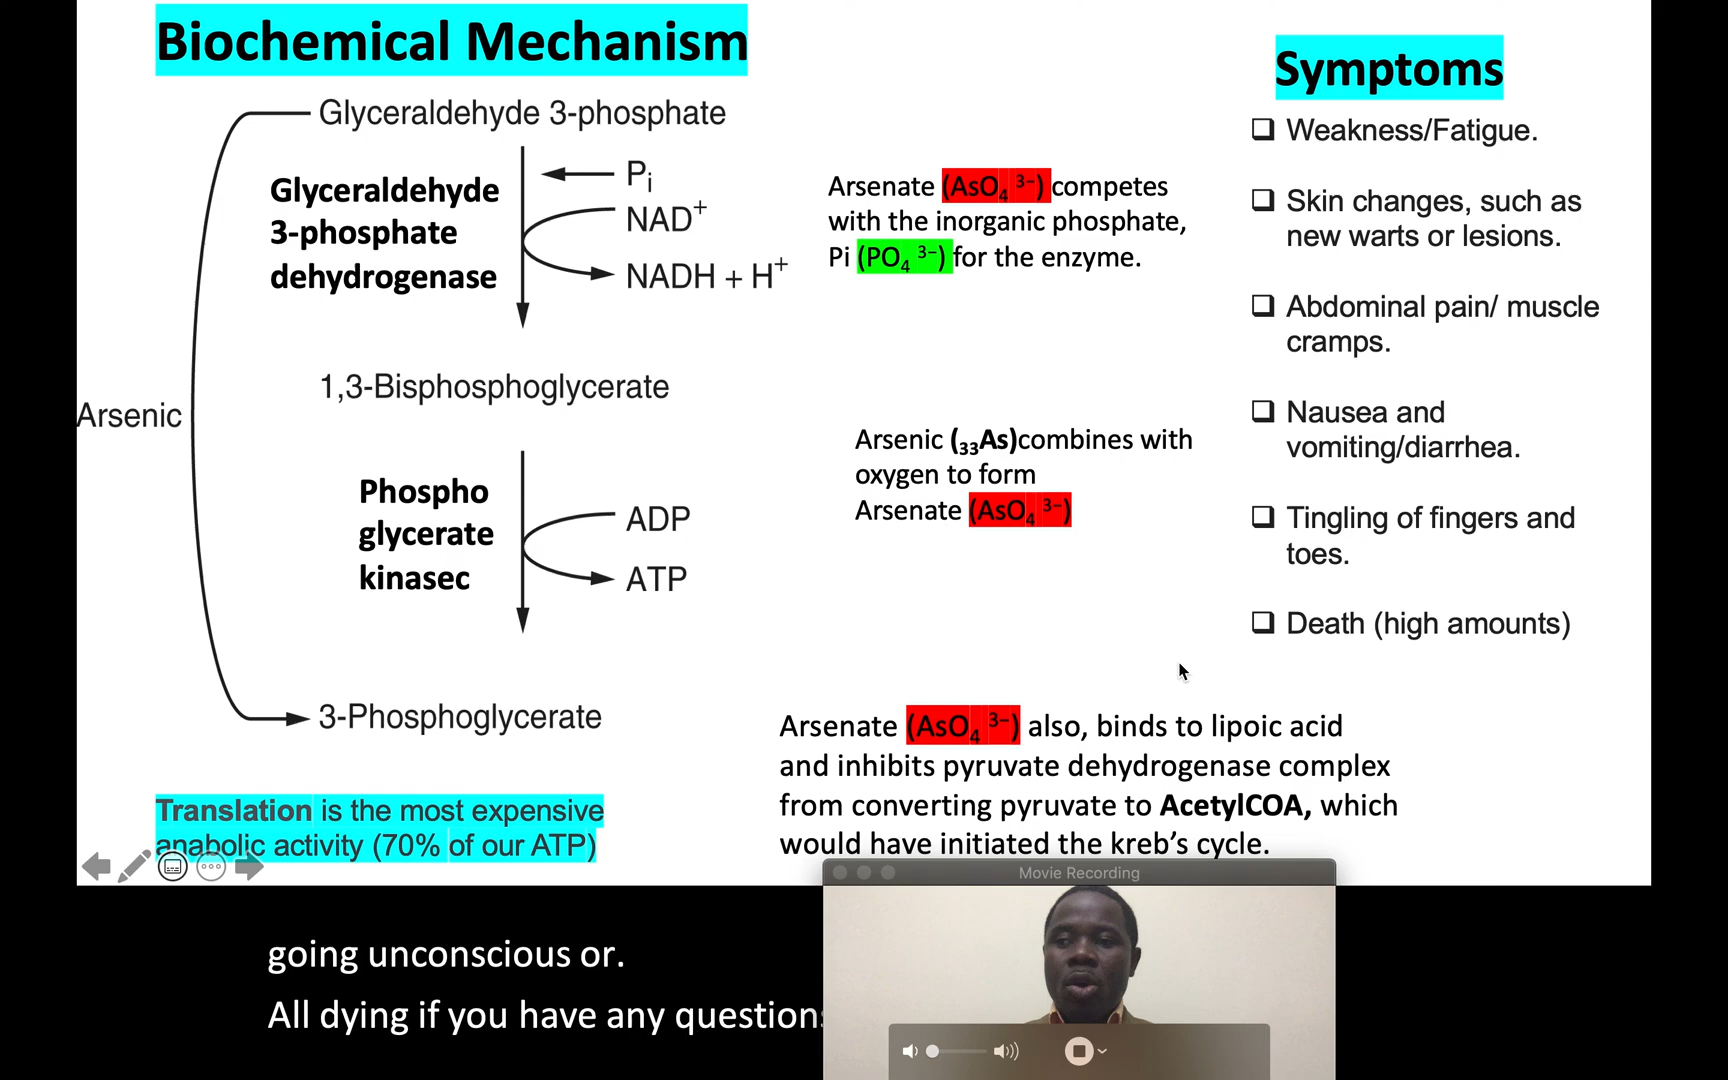 Biochemical Mechanism
Glyceraldehyde 3-phosphate
Glyceraldehyde
3-phosphate
dehydrogenase
Pi
NAD⁺
NADH + H⁺
1,3-Bisphosphoglycerate
Arsenic
Phospho
glycerate
kinasec
ADP
ATP
3-Phosphoglycerate
Translation is the most expensive
anabolic activity (70% of our ATP)
Arsenate (AsO₄ ³⁻) competes
with the inorganic phosphate,
Pi (PO₄ ³⁻) for the enzyme.
Arsenic (₃₃As)combines with
oxygen to form
Arsenate (AsO₄ ³⁻)
Arsenate (AsO₄ ³⁻) also, binds to lipoic acid
and inhibits pyruvate dehydrogenase complex
from converting pyruvate to AcetylCOA, which
would have initiated the kreb’s cycle.
Symptoms
Weakness/Fatigue.
Skin changes, such as
new warts or lesions.
Abdominal pain/ muscle
cramps.
Nausea and
vomiting/diarrhea.
Tingling of fingers and
toes.
Death (high amounts)
Movie Recording
going unconscious or.
All dying if you have any question